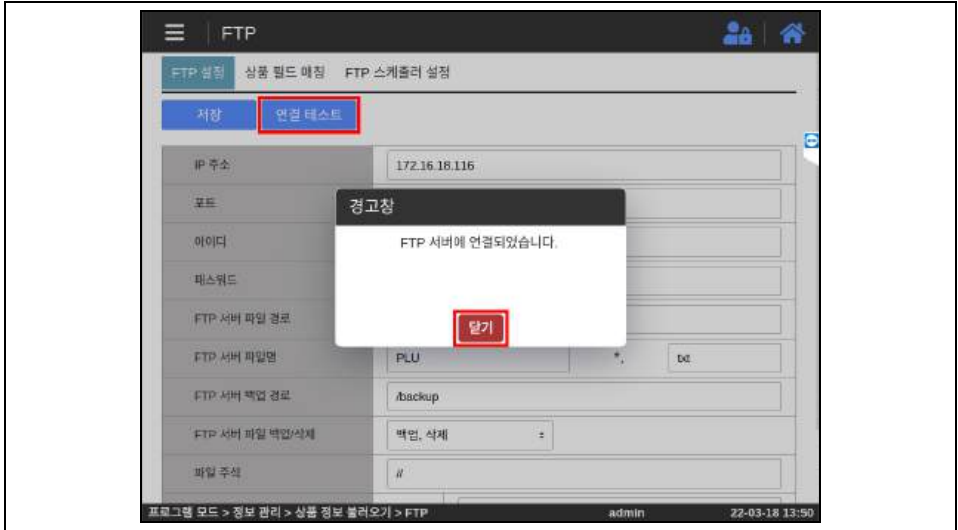 FTP
FTP 설정 상품 필드 매칭 FTP 스케줄러 설정
저장 연결 테스트
IP 주소 172.16.18.116
포트
아이디
패스워드
경고창
FTP 서버에 연결되었습니다.
닫기
FTP 서버 파일 경로
FTP 서버 파일명 PLU *. txt
FTP 서버 백업 경로 /backup
FTP 서버 파일 백업/삭제 백업, 삭제
파일 주석 //
프로그램 모드 > 정보 관리 > 상품 정보 불러오기 > FTP admin 22-03-18 13:50